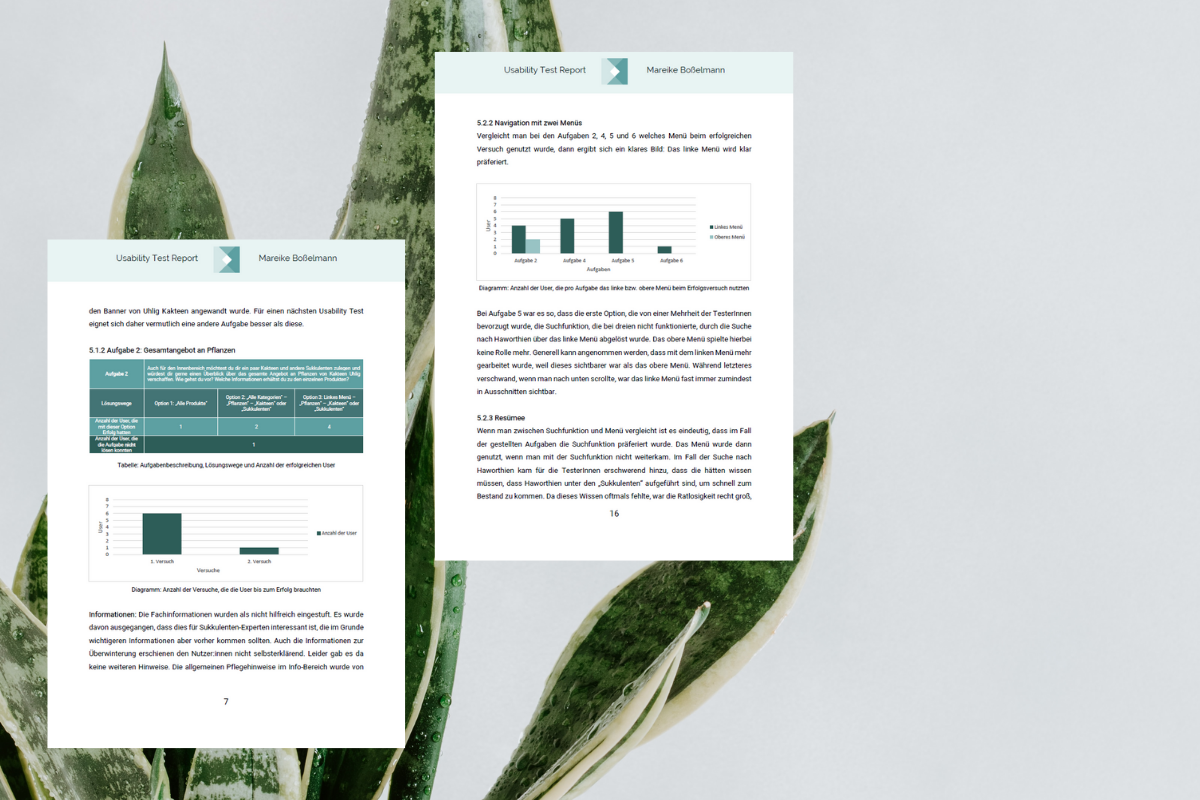 Usability Test Report Mareike Boßelmann
den Banner von Uhlig Kakteen angewandt wurde. Für einen nächsten Usability Test
eignet sich daher vermutlich eine andere Aufgabe besser als diese.
5.1.2 Aufgabe 2: Gesamtangebot an Pflanzen
Aufgabe 2
Auch für den Innenbereich möchtest du dir ein paar Kakteen und andere Sukkulenten zulegen und
würdest dir gerne einen Überblick über das gesamte Angebot an Pflanzen von Kakteen Uhlig
verschaffen. Wie gehst du vor? Welche Informationen erhältst du zu den einzelnen Produkten?
Lösungswege
Option 1: „Alle Produkte“
Option 2: „Alle Kategorien“ –
„Pflanzen“ – „Kakteen“ oder
„Sukkulenten“
Option 3: Linkes Menü –
„Pflanzen“ – „Kakteen“ oder
„Sukkulenten“
Anzahl der User, die
mit dieser Option
Erfolg hatten
1 2 4
Anzahl der User, die
die Aufgabe nicht
lösen konnten
1
Tabelle: Aufgabenbeschreibung, Lösungswege und Anzahl der erfolgreichen User
8
7
6
5
4
3
2
1
0
User
1. Versuch 2. Versuch
Versuche
Anzahl der User
Diagramm: Anzahl der Versuche, die die User bis zum Erfolg brauchten
Informationen: Die Fachinformationen wurden als nicht hilfreich eingestuft. Es wurde
davon ausgegangen, dass dies für Sukkulenten-Experten interessant ist, die im Grunde
wichtigeren Informationen aber vorher kommen sollten. Auch die Informationen zur
Überwinterung erschienen den Nutzer:innen nicht selbsterklärend. Leider gab es da
keine weiteren Hinweise. Die allgemeinen Pflegehinweise im Info-Bereich wurde von
7
Usability Test Report Mareike Boßelmann
5.2.2 Navigation mit zwei Menüs
Vergleicht man bei den Aufgaben 2, 4, 5 und 6 welches Menü beim erfolgreichen
Versuch genutzt wurde, dann ergibt sich ein klares Bild: Das linke Menü wird klar
präferiert.
8
7
6
5
4
3
2
1
0
User
Aufgabe 2 Aufgabe 4 Aufgabe 5 Aufgabe 6
Aufgaben
Linkes Menü
Oberes Menü
Diagramm: Anzahl der User, die pro Aufgabe das linke bzw. obere Menü beim Erfolgsversuch nutzten
Bei Aufgabe 5 war es so, dass die erste Option, die von einer Mehrheit der TesterInnen
bevorzugt wurde, die Suchfunktion, die bei dreien nicht funktionierte, durch die Suche
nach Haworthien über das linke Menü abgelöst wurde. Das obere Menü spielte hierbei
keine Rolle mehr. Generell kann angenommen werden, dass mit dem linken Menü mehr
gearbeitet wurde, weil dieses sichtbarer war als das obere Menü. Während letzteres
verschwand, wenn man nach unten scrollte, war das linke Menü fast immer zumindest
in Ausschnitten sichtbar.
5.2.3 Resümee
Wenn man zwischen Suchfunktion und Menü vergleicht ist es eindeutig, dass im Fall
der gestellten Aufgaben die Suchfunktion präferiert wurde. Das Menü wurde dann
genutzt, wenn man mit der Suchfunktion nicht weiterkam. Im Fall der Suche nach
Haworthien kam für die TesterInnen erschwerend hinzu, dass die hätten wissen
müssen, dass Haworthien unter den „Sukkulenten“ aufgeführt sind, um schnell zum
Bestand zu kommen. Da dieses Wissen oftmals fehlte, war die Ratlosigkeit recht groß,
16